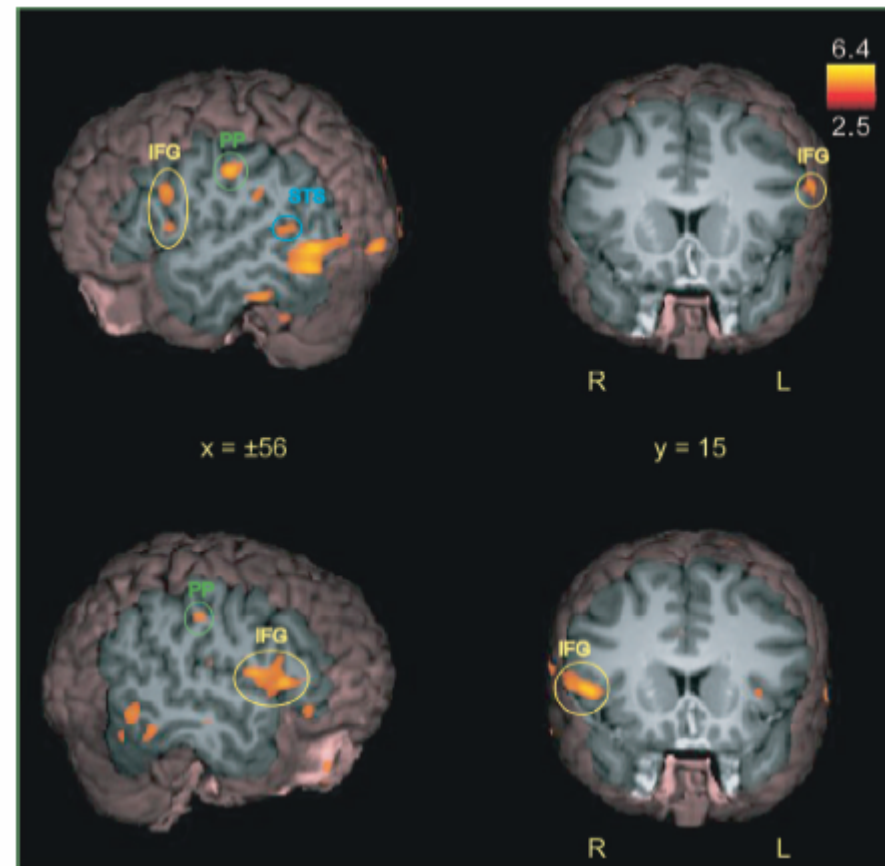 6.4
2.5
IFG
PP
STS
IFG
R L
x = ±56
y = 15
PP
IFG
IFG
R L